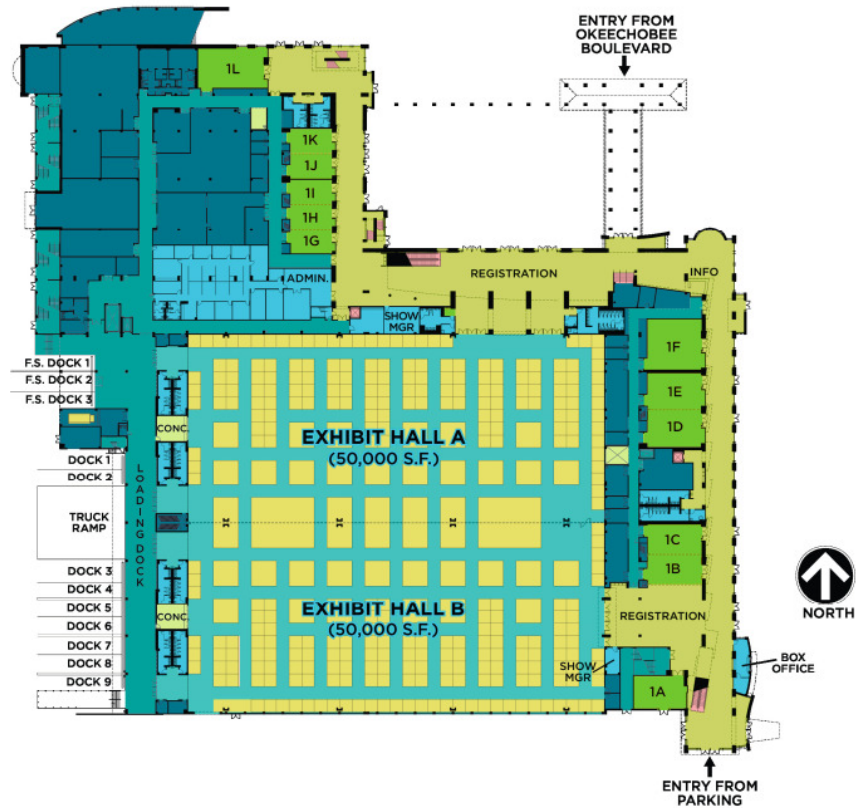 ENTRY FROM
OKEECHOBEE
BOULEVARD
1L
1K
1J
1I
1H
1G
ADMIN.
REGISTRATION
INFO
SHOW
MGR
1F
F.S. DOCK 1
F.S. DOCK 2
F.S. DOCK 3
1E
1D
CONC.
EXHIBIT HALL A
(50,000 S.F.)
DOCK 1
DOCK 2
LOADING DOCK
TRUCK
RAMP
1C
1B
DOCK 3
DOCK 4
DOCK 5
DOCK 6
CONC.
EXHIBIT HALL B
(50,000 S.F.)
REGISTRATION
NORTH
DOCK 7
DOCK 8
DOCK 9
SHOW
MGR
BOX
OFFICE
1A
ENTRY FROM
PARKING